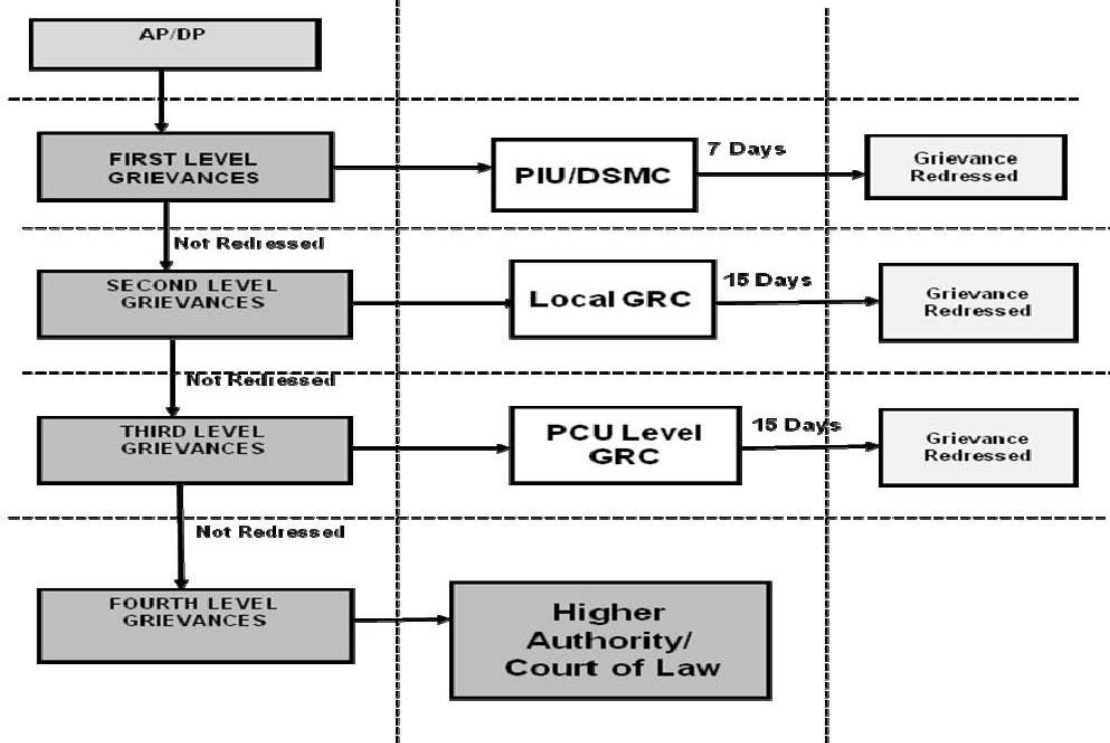 AP/DP
FIRST LEVEL
GRIEVANCES
PIU/DSMC
7 Days
Grievance
Redressed
Not Redressed
SECOND LEVEL
GRIEVANCES
Local GRC
15 Days
Grievance
Redressed
Not Redressed
THIRD LEVEL
GRIEVANCES
PCU Level
GRC
15 Days
Grievance
Redressed
Not Redressed
FOURTH LEVEL
GRIEVANCES
Higher
Authority/
Court of Law